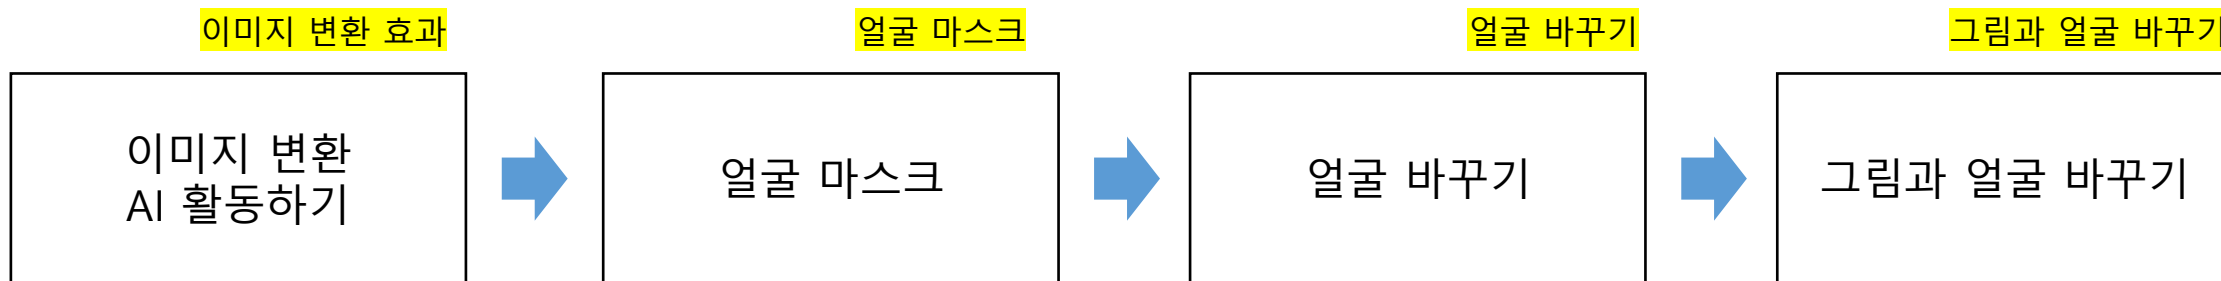 이미지 변환 효과
얼굴 마스크
얼굴 바꾸기
그림과 얼굴 바꾸기
이미지 변환
AI 활동하기
얼굴 마스크
얼굴 바꾸기
그림과 얼굴 바꾸기